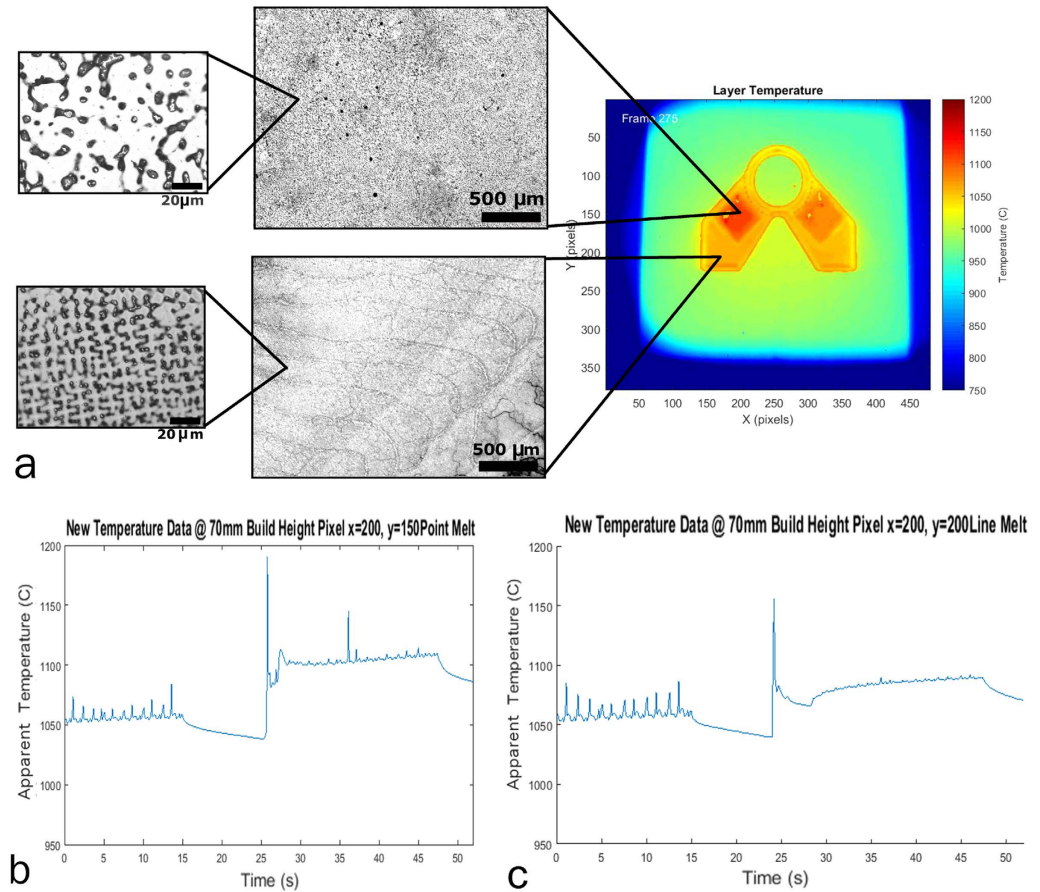 20µm
500 µm
20 µm
500 µm
a
Layer Temperature
Frame 275
50
100
150
200
250
300
350
Y (pixels)
50 100 150 200 250 300 350 400 450
X (pixels)
1200
1150
1100
1050
1000
950
900
850
800
750
Temperature (C)
New Temperature Data @ 70mm Build Height Pixel x=200, y=150Point Melt
1200
1150
1100
1050
1000
950
Apparent Temperature (C)
0 5 10 15 20 25 30 35 40 45 50
Time (s)
b
New Temperature Data @ 70mm Build Height Pixel x=200, y=200Line Melt
1200
1150
1100
1050
1000
950
Apparent Temperature (C)
0 5 10 15 20 25 30 35 40 45 50
Time (s)
c